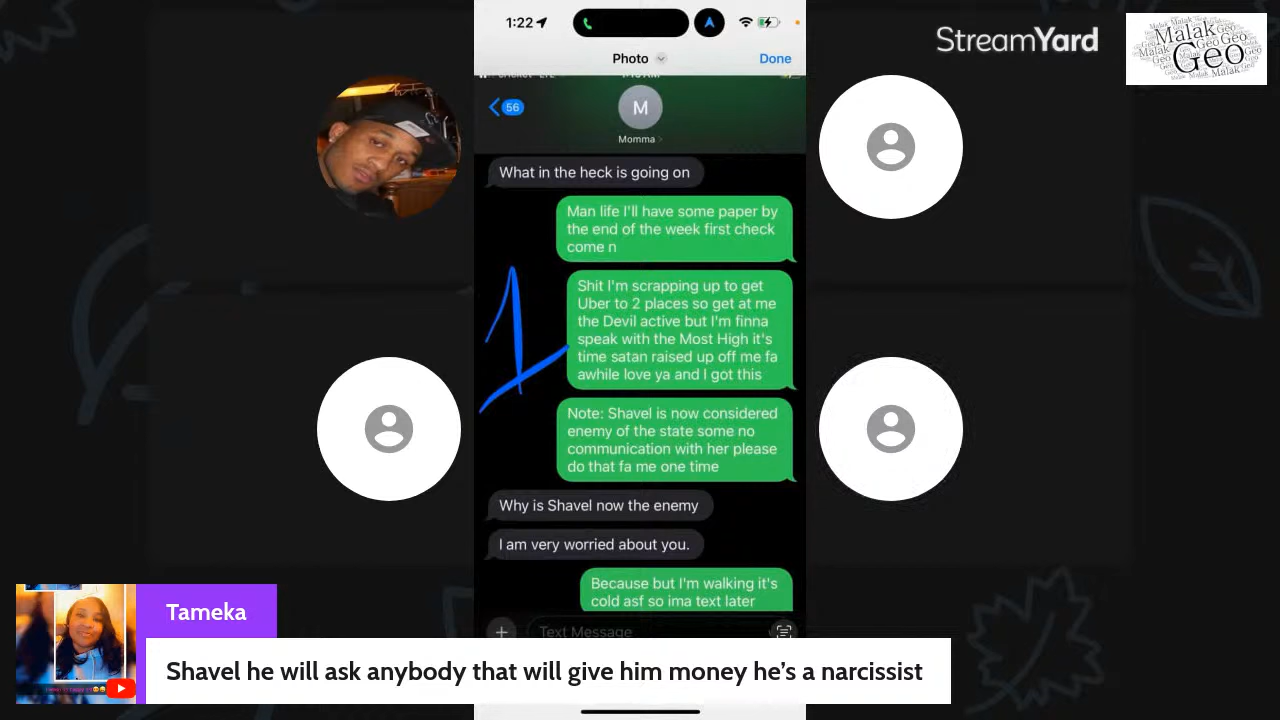 1:22
StreamYard
Malak
Geo
Photo
Done
56
M
Momma
What in the heck is going on
Man life I'll have some paper by
the end of the week first check
come n
Shit I'm scrapping up to get
Uber to 2 places so get at me
the Devil active but I'm finna
speak with the Most High it's
time satan raised up off me fa
awhile love ya and I got this
1
Note: Shavel is now considered
enemy of the state some no
communication with her please
do that fa me one time
Why is Shavel now the enemy
I am very worried about you.
Because but I'm walking it's
cold asf so ima text later
Text Message
Tameka
Shavel he will ask anybody that will give him money he's a narcissist